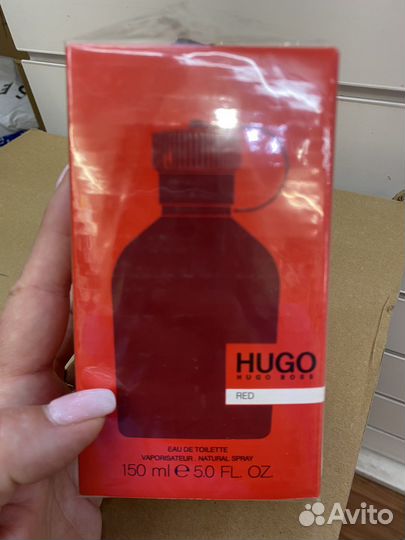 HUGO
HUGO BOSS
RED
EAU DE TOILETTE
VAPORISATEUR . NATURAL SPRAY
150 ml e 5.0 FL. OZ.
Avito